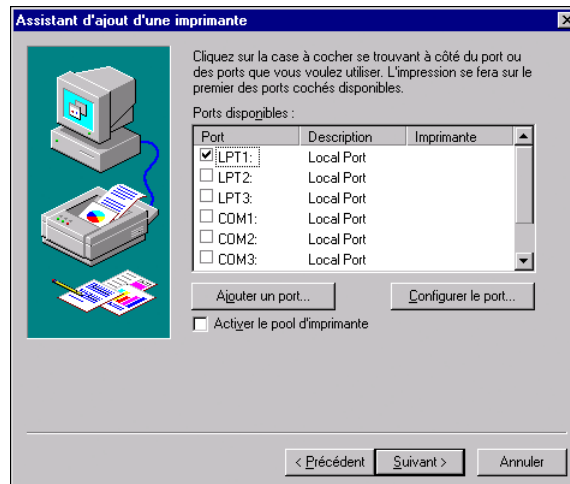 Assistant d'ajout d'une imprimante
Cliquez sur la case à cocher se trouvant à côté du port ou
des ports que vous voulez utiliser. L'impression se fera sur le
premier des ports cochés disponibles.
Ports disponibles :
Port Description Imprimante
LPT1: Local Port
LPT2: Local Port
LPT3: Local Port
COM1: Local Port
COM2: Local Port
COM3: Local Port
Ajouter un port... Configurer le port...
Activer le pool d'imprimante
< Précédent Suivant > Annuler